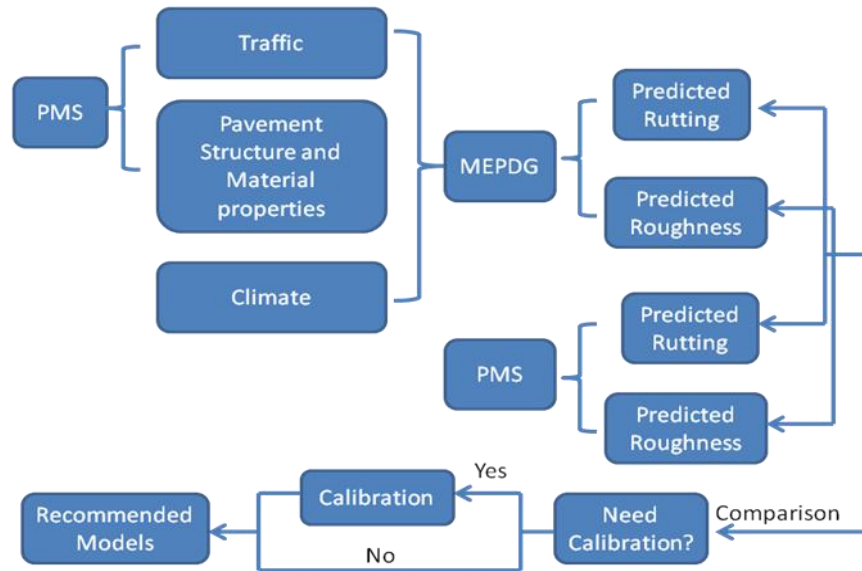 Traffic
PMS
Pavement
Structure and
Material
properties
Climate
MEPDG
Predicted
Rutting
Predicted
Roughness
PMS
Predicted
Rutting
Predicted
Roughness
Comparison
Need
Calibration?
Yes
Calibration
No
Recommended
Models